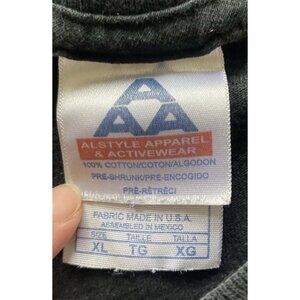 A
A A
ALSTYLE APPAREL
& ACTIVEWEAR
100% COTTON/COTON/ALGODON
PRE-SHRUNK/PRE-ENCOGIDO
PRÉ-RÉTRÉCI
FABRIC MADE IN U.S.A.
ASSEMBLED IN MEXICO
SIZE TAILLE TALLA
XL TG XG